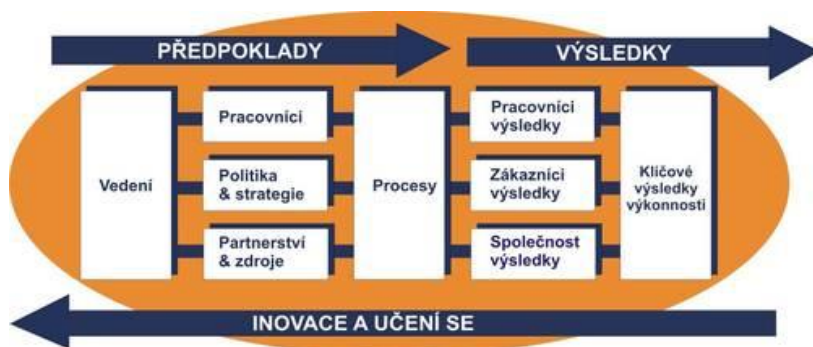 PŘEDPOKLADY
VÝSLEDKY
Vedení
Pracovníci
Politika
& strategie
Partnerství
& zdroje
Procesy
Pracovníci
výsledky
Zákazníci
výsledky
Společnost
výsledky
Klíčové
výsledky
výkonnosti
INOVACE A UČENÍ SE